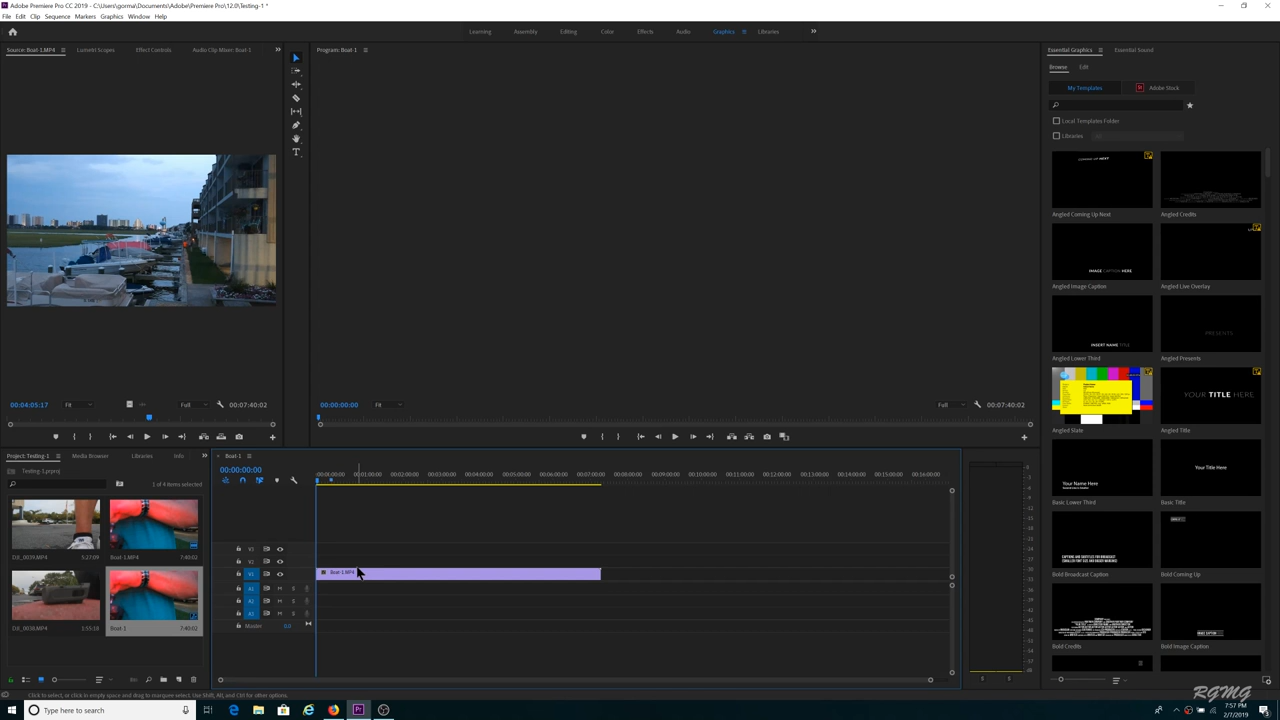 Adobe Premiere Pro CC 2019 - C:\Users\gorma\Documents\Adobe\Premiere Pro\12.0\Testing-1 *
File Edit Clip Sequence Markers Graphics Window Help
Learning Assembly Editing Color Effects Audio Graphics Libraries
Source: Boat-1.MP4 Lumetri Scopes Effect Controls Audio Clip Mixer: Boat-1
Program: Boat-1
Essential Graphics Essential Sound
Browse Edit
My Templates Adobe Stock
Local Templates Folder
Libraries
COMING UP NEXT
Angled Coming Up Next Angled Credits
IMAGE CAPTION HERE
Angled Image Caption Angled Live Overlay
INSERT NAME TITLE PRESENTS
Angled Lower Third Angled Presents
YOUR TITLE HERE
Angled Slate Angled Title
Your Name Here Your Title Here
Basic Lower Third Basic Title
Bold Broadcast Caption Bold Coming Up
Bold Credits Bold Image Caption
00:04:05:17 Fit Full 00:07:40:02
00:00:00:00 Fit Full 00:07:40:02
Project: Testing-1 Media Browser Libraries Info
Testing-1.prproj
1 of 4 items selected
DJI_0039.MP4 5:27:09 Boat-1.MP4 7:40:02
DJI_0038.MP4 1:55:18 Boat-1 7:40:02
Boat-1
00:00:00:00
00:01:00:00 00:02:00:00 00:03:00:00 00:04:00:00 00:05:00:00 00:06:00:00 00:07:00:00 00:08:00:00 00:09:00:00 00:10:00:00 00:11:00:00 00:12:00:00 00:13:00:00 00:14:00:00 00:15:00:00 00:16:00:00
V3
V2
V1 Boat-1.MP4
A1 M S
A2 M S
A3 M S
Master 0.0
S S
Click to select, or click in empty space and drag to marquee select. Use Shift, Alt, and Ctrl for other options.
RGMG
Type here to search
7:57 PM
2/7/2019